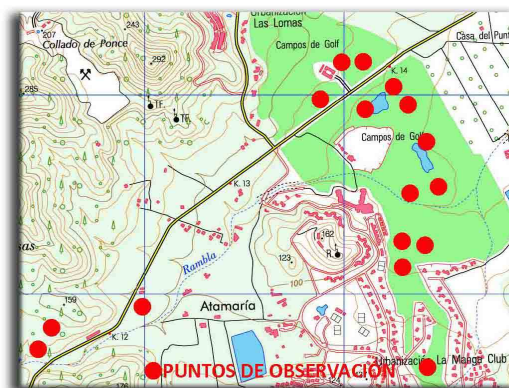 Urbanización
Las Lomas
243
207
Collado de Ponce
292
Campos de Golf
Casa del Punt
K. 14
285
TF.
TF.
Campos de Golf
K. 13
162
R.
Rambla
123
100
sas
159
Atamaría
K. 12
Urbanización La Manga Club
PUNTOS DE OBSERVACIÓN
176
124